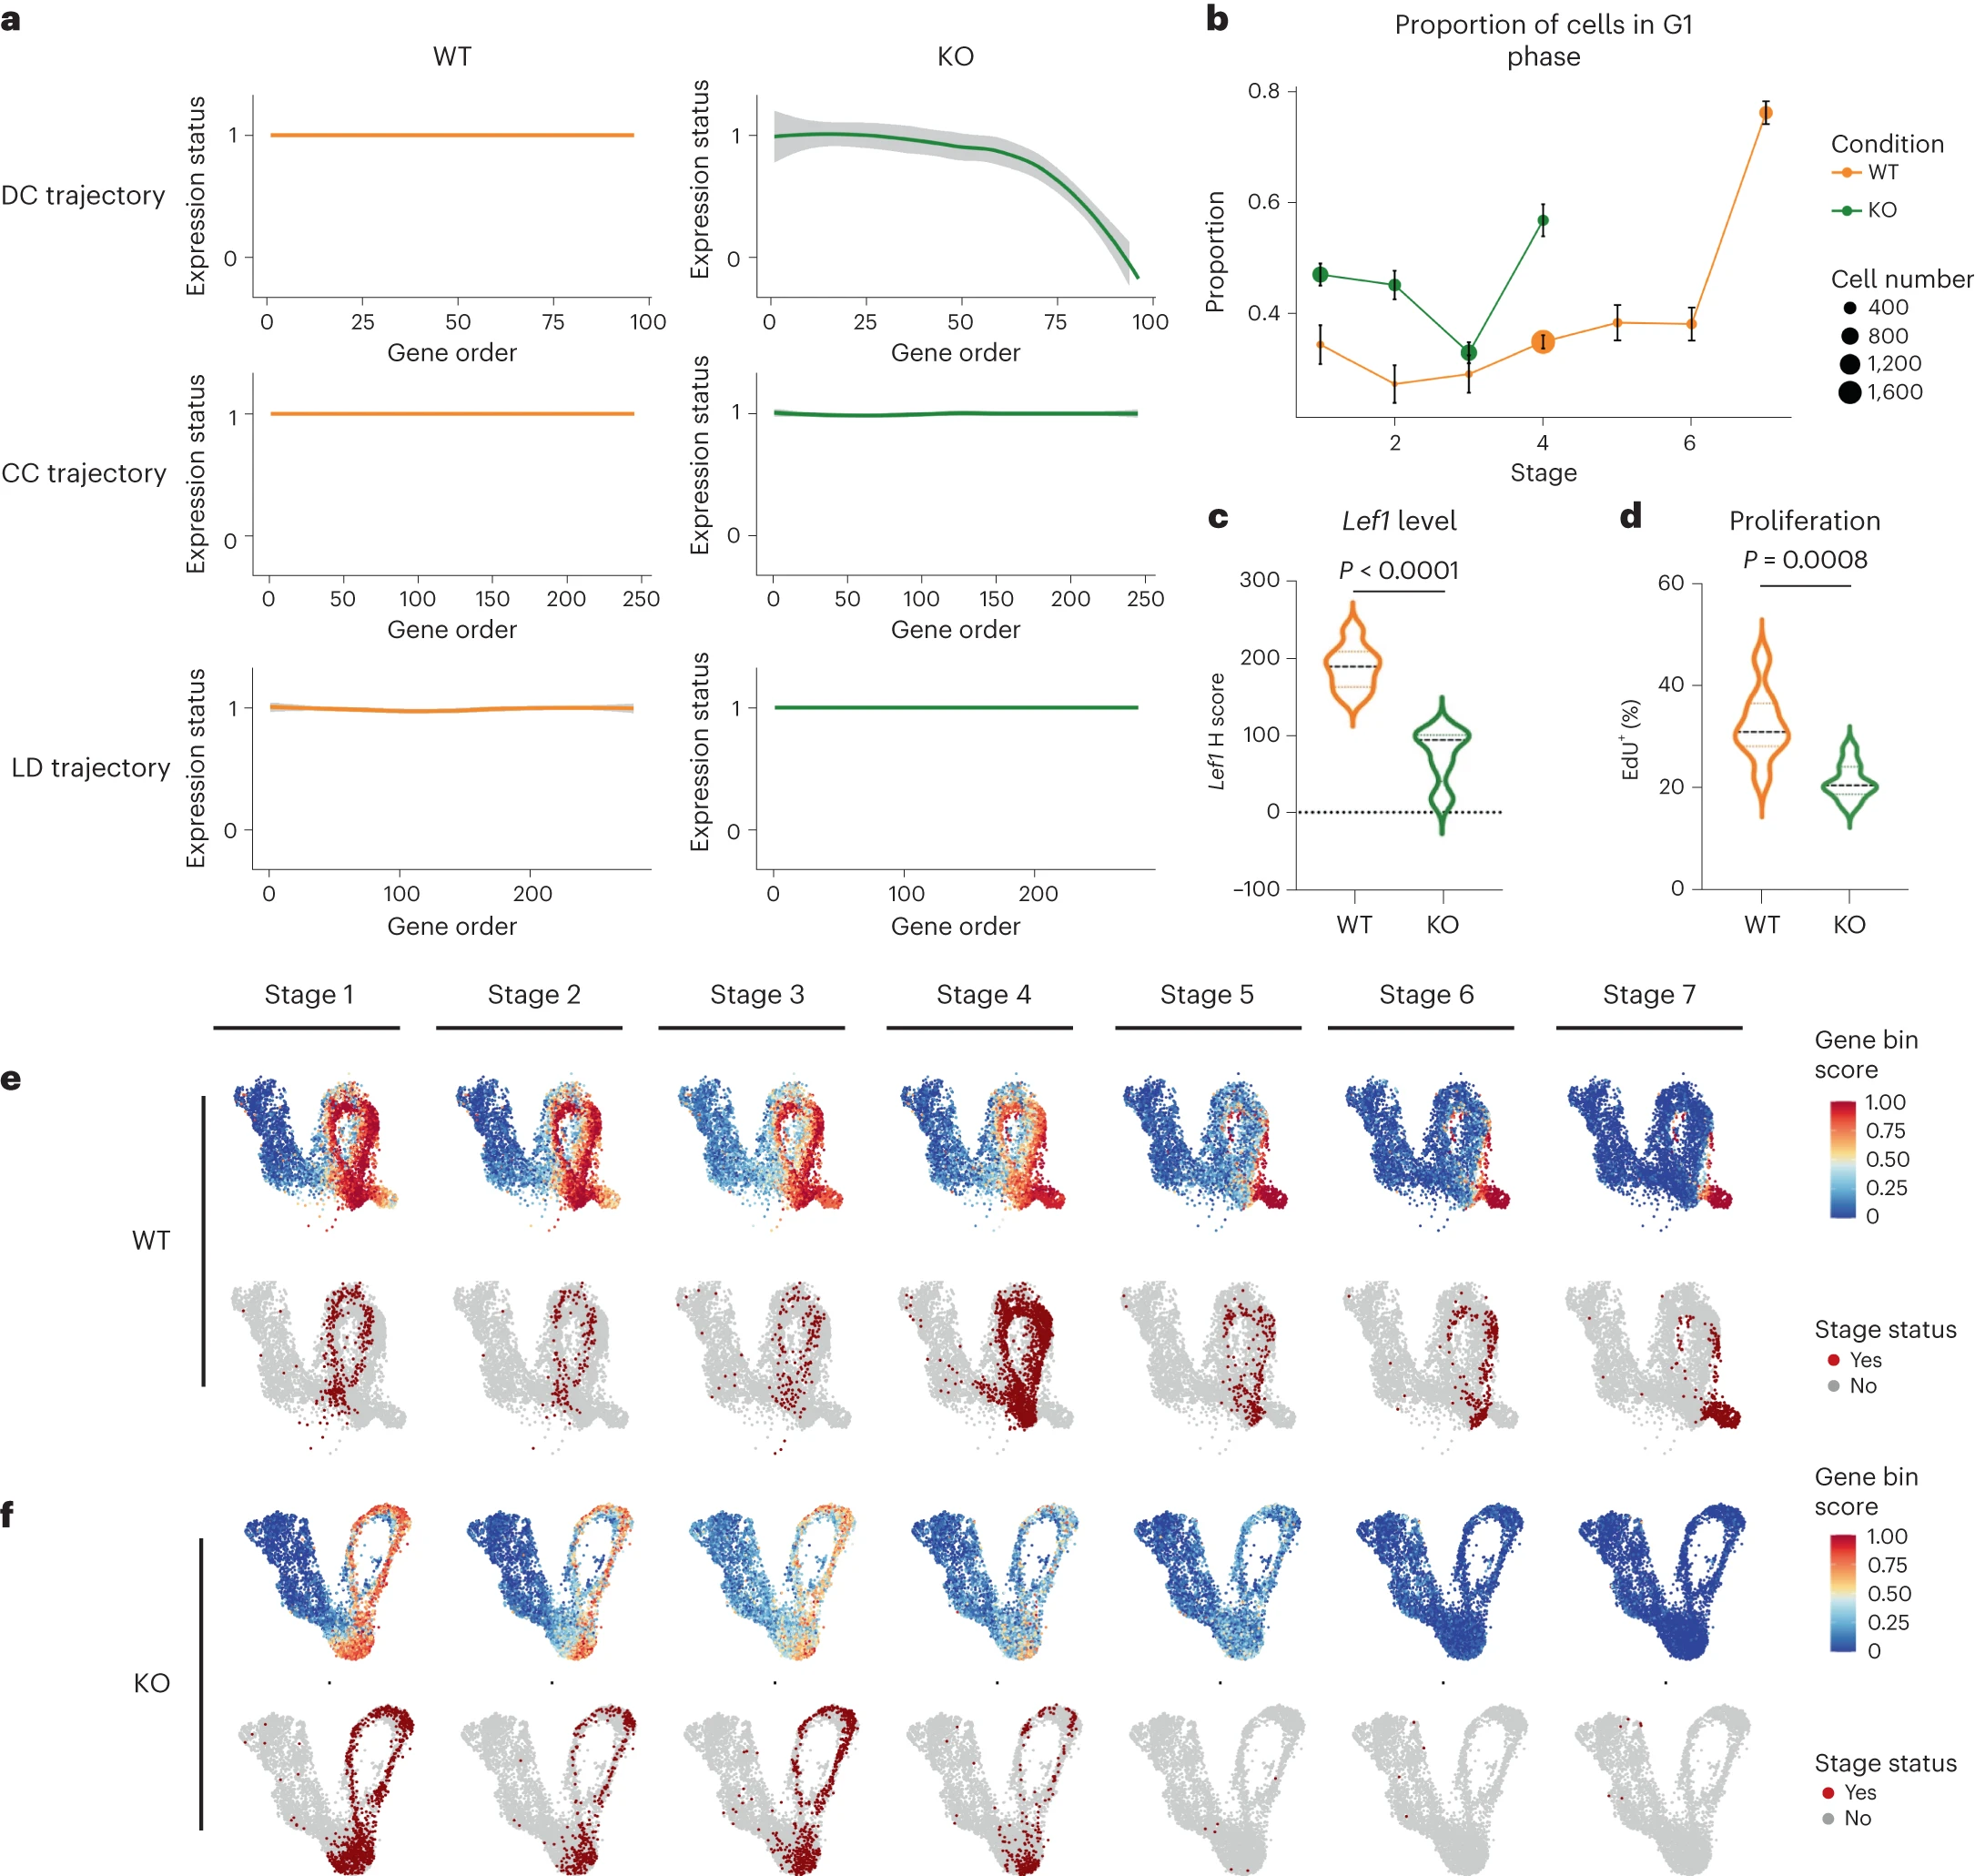 a
WT
KO
DC trajectory
Expression status
1
0
0 25 50 75 100
Gene order
Expression status
1
0
0 25 50 75 100
Gene order
CC trajectory
Expression status
1
0
0 50 100 150 200 250
Gene order
Expression status
1
0
0 50 100 150 200 250
Gene order
LD trajectory
Expression status
1
0
0 100 200
Gene order
Expression status
1
0
0 100 200
Gene order
b
Proportion of cells in G1
phase
Proportion
0.8
0.6
0.4
2 4 6
Stage
Condition
WT
KO
Cell number
400
800
1,200
1,600
c
Lef1 level
P < 0.0001
Lef1 H score
300
200
100
0
–100
WT KO
d
Proliferation
P = 0.0008
EdU+ (%)
60
40
20
0
WT KO
Stage 1 Stage 2 Stage 3 Stage 4 Stage 5 Stage 6 Stage 7
e
WT
Gene bin
score
1.00
0.75
0.50
0.25
0
Stage status
Yes
No
f
KO
Gene bin
score
1.00
0.75
0.50
0.25
0
Stage status
Yes
No